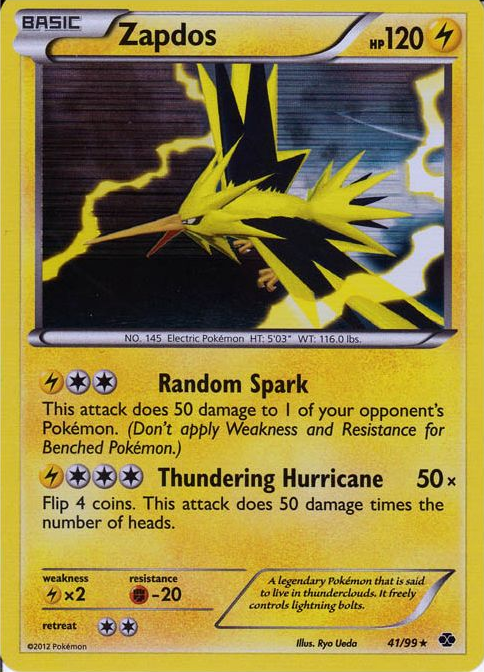 BASIC
Zapdos
HP120
NO. 145 Electric Pokémon HT: 5'03" WT: 116.0 lbs.
Random Spark
This attack does 50 damage to 1 of your opponent's
Pokémon. (Don't apply Weakness and Resistance for
Benched Pokémon.)
Thundering Hurricane 50×
Flip 4 coins. This attack does 50 damage times the
number of heads.
weakness resistance
×2 -20
A legendary Pokémon that is said
to live in thunderclouds. It freely
controls lightning bolts.
retreat
©2012 Pokémon Illus. Ryo Ueda 41/99★